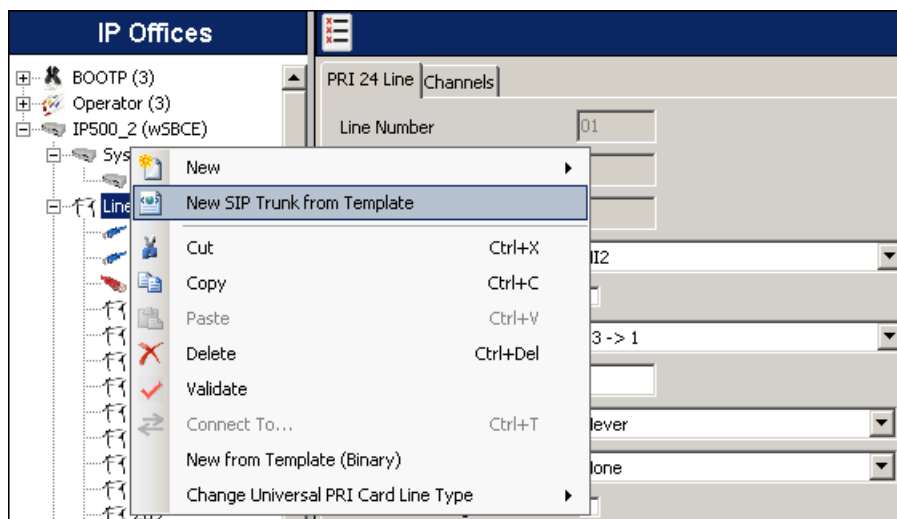 IP Offices
BOOTP (3)
Operator (3)
IP500_2 (wSBCE)
Sys
Line
New
New SIP Trunk from Template
Cut Ctrl+X
Copy Ctrl+C
Paste Ctrl+V
Delete Ctrl+Del
Validate
Connect To... Ctrl+T
New from Template (Binary)
Change Universal PRI Card Line Type
PRI 24 Line
Channels
Line Number
01
NI2
3 -> 1
lever
lone